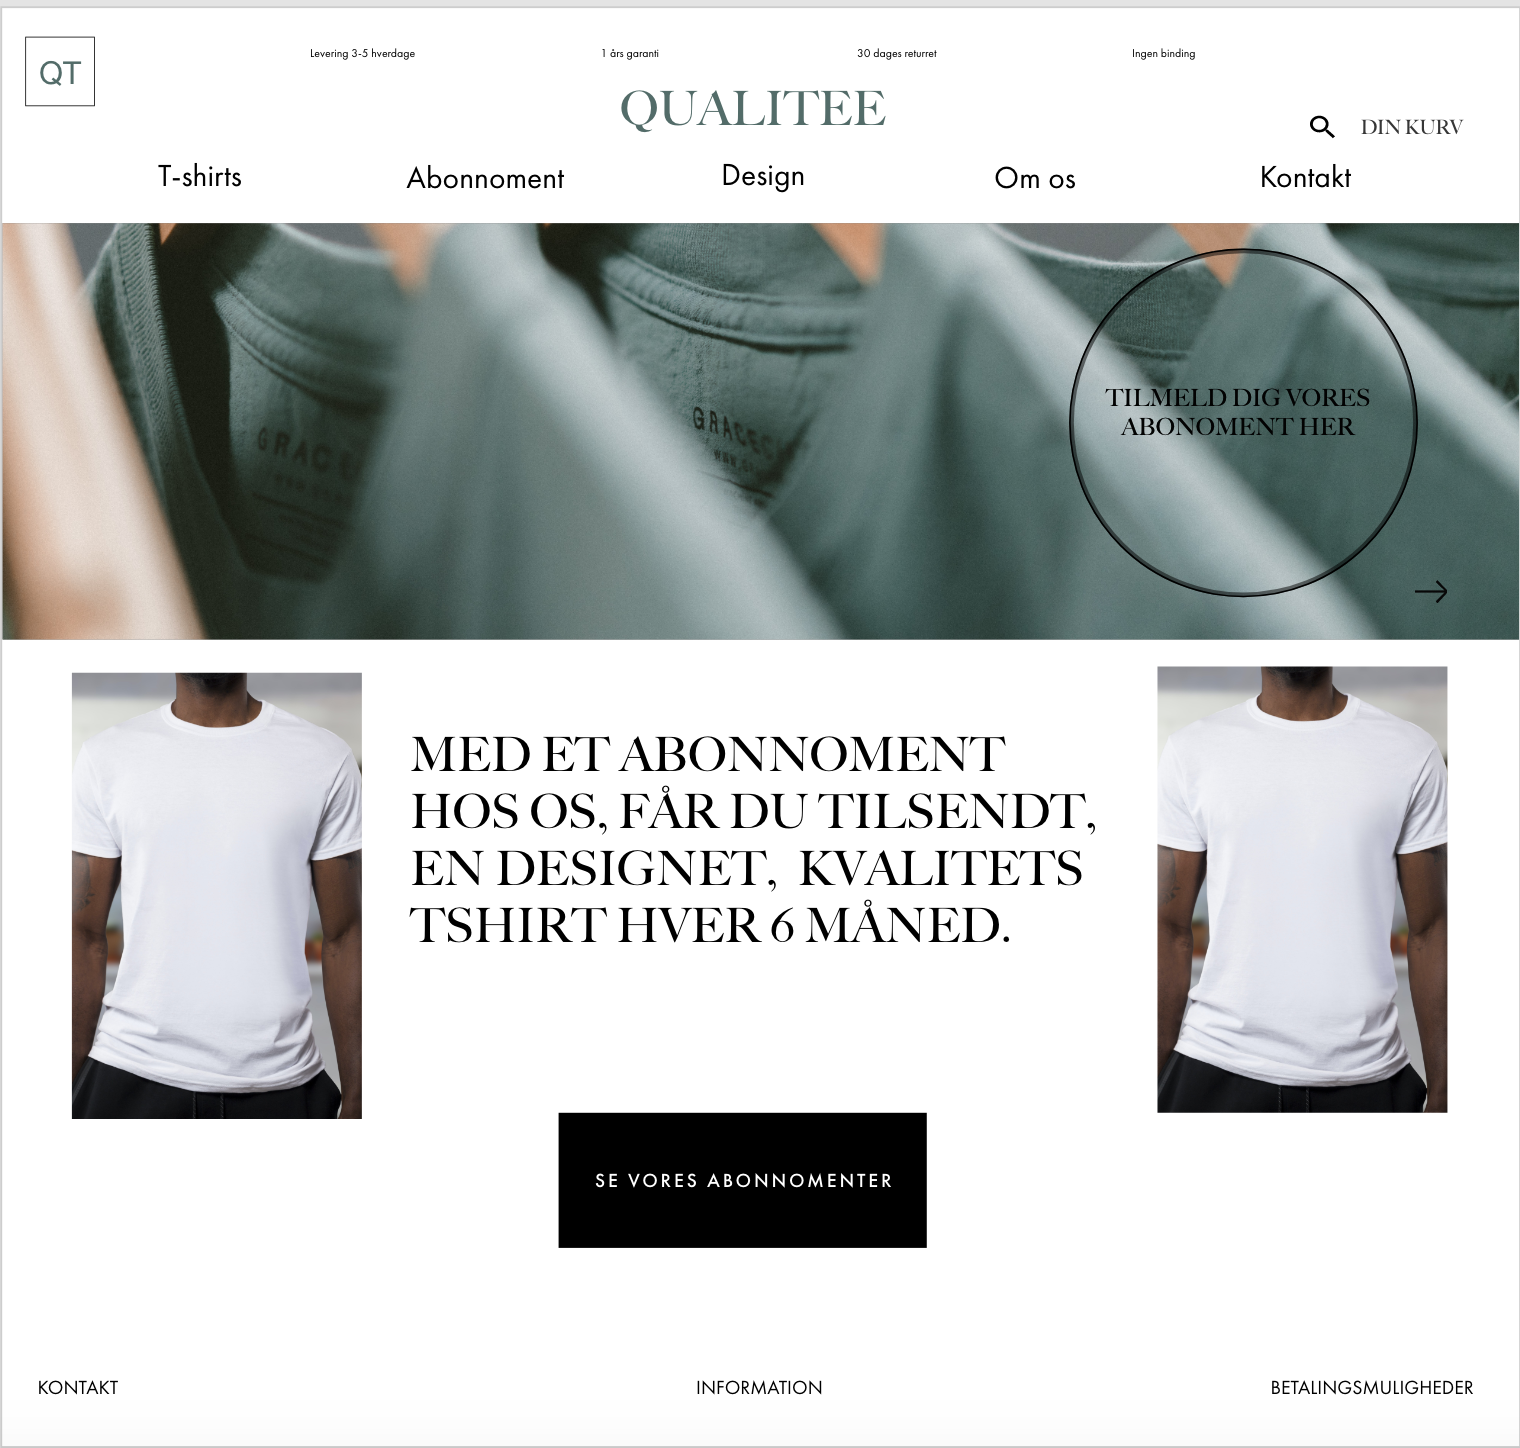 Levering 3-5 hverdage
1 års garanti
30 dages returret
Ingen binding
QT
QUALITEE
DIN KURV
T-shirts
Abonnoment
Design
Om os
Kontakt
TILMELD DIG VORES
ABONOMENT HER
MED ET ABONNOMENT
HOS OS, FÅR DU TILSENDT,
EN DESIGNET, KVALITETS
TSHIRT HVER 6 MÅNED.
SE VORES ABONNOMENTER
KONTAKT
INFORMATION
BETALINGSMULIGHEDER